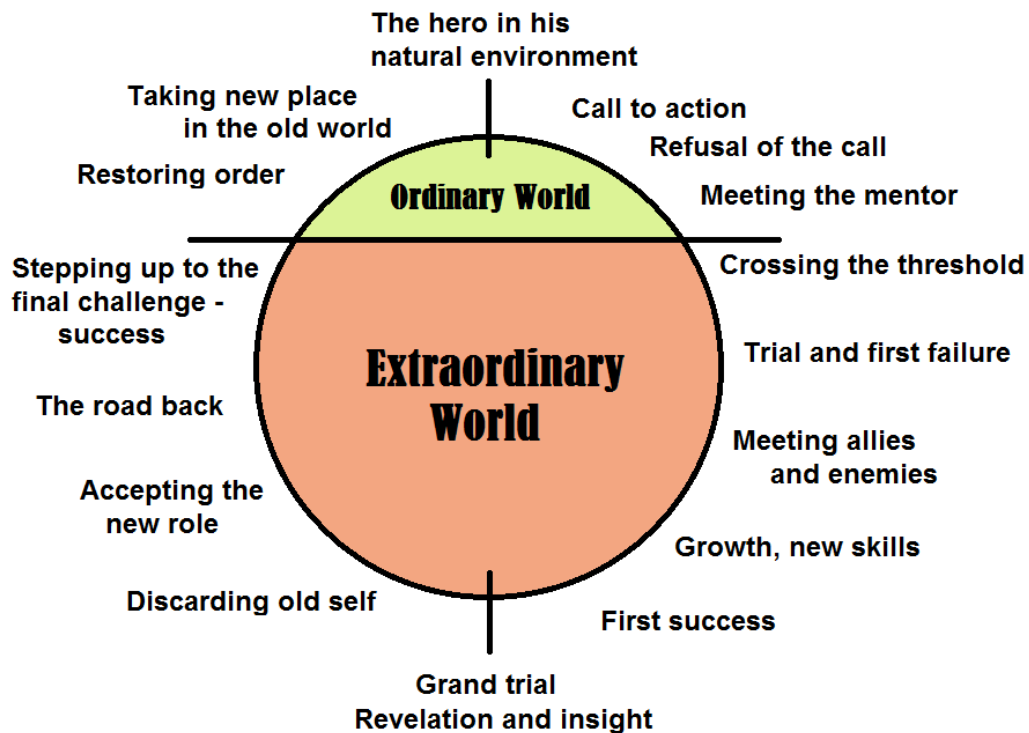 The hero in his
natural environment
Call to action
Refusal of the call
Meeting the mentor
Crossing the threshold
Trial and first failure
Meeting allies
and enemies
Growth, new skills
First success
Grand trial
Revelation and insight
Discarding old self
Accepting the
new role
The road back
Stepping up to the
final challenge -
success
Restoring order
Taking new place
in the old world
Ordinary World
Extraordinary
World